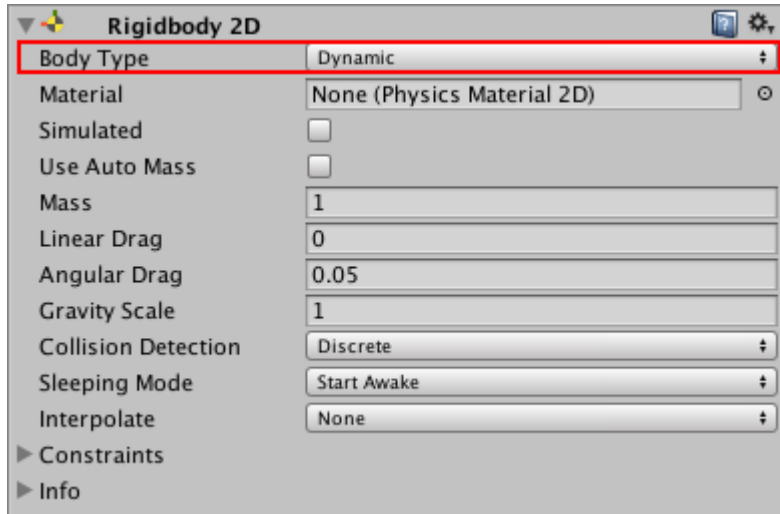 Rigidbody 2D
Body Type Dynamic
Material None (Physics Material 2D)
Simulated
Use Auto Mass
Mass 1
Linear Drag 0
Angular Drag 0.05
Gravity Scale 1
Collision Detection Discrete
Sleeping Mode Start Awake
Interpolate None
Constraints
Info